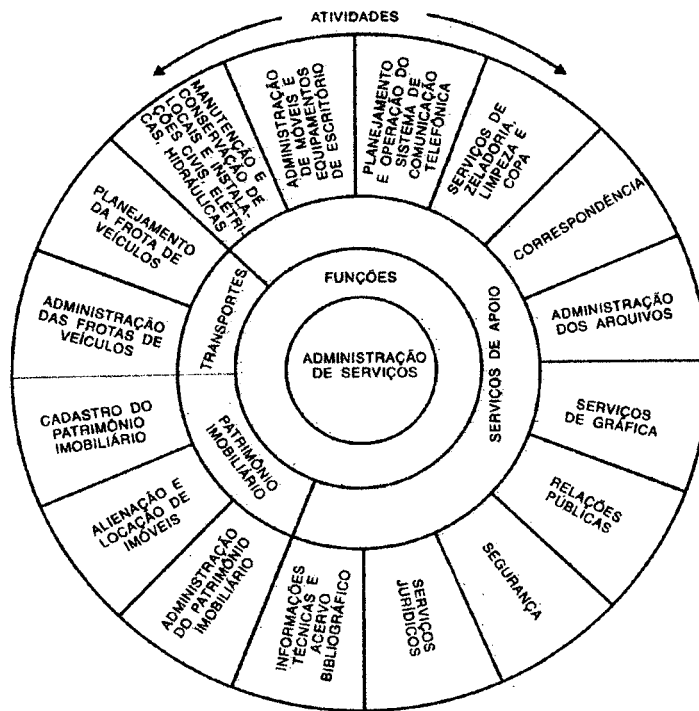 ATIVIDADES
MANUTENÇÃO E
CONSERVAÇÃO DE
LOCAIS E INSTALA-
ÇÕES CIVIS, ELÉTRI-
CAS, HIDRÁULICAS
ADMINISTRAÇÃO
DE MÓVEIS E
EQUIPAMENTOS
DE ESCRITÓRIO
PLANEJAMENTO
E OPERAÇÃO DO
SISTEMA DE
COMUNICAÇÃO
TELEFÔNICA
SERVIÇOS DE
ZELADORIA,
LIMPEZA E
COPA
CORRESPONDÊNCIA
ADMINISTRAÇÃO
DOS ARQUIVOS
SERVIÇOS
DE GRÁFICA
RELAÇÕES
PÚBLICAS
SEGURANÇA
SERVIÇOS
JURÍDICOS
INFORMAÇÕES
TÉCNICAS E
ACERVO
BIBLIOGRÁFICO
ADMINISTRAÇÃO
DO PATRIMÔNIO
IMOBILIÁRIO
ALIENAÇÃO E
LOCAÇÃO DE
IMÓVEIS
CADASTRO DO
PATRIMÔNIO
IMOBILIÁRIO
ADMINISTRAÇÃO
DAS FROTAS DE
VEÍCULOS
PLANEJAMENTO
DA FROTA DE
VEÍCULOS
TRANSPORTES
FUNÇÕES
SERVIÇOS DE APOIO
PATRIMÔNIO
IMOBILIÁRIO
ADMINISTRAÇÃO
DE SERVIÇOS